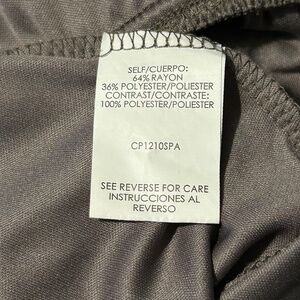 SELF/CUERPO:
64% RAYON
36% POLYESTER/POLIESTER
CONTRAST/CONTRASTE:
100% POLYESTER/POLIESTER
CP1210SPA
SEE REVERSE FOR CARE
INSTRUCCIONES AL
REVERSO